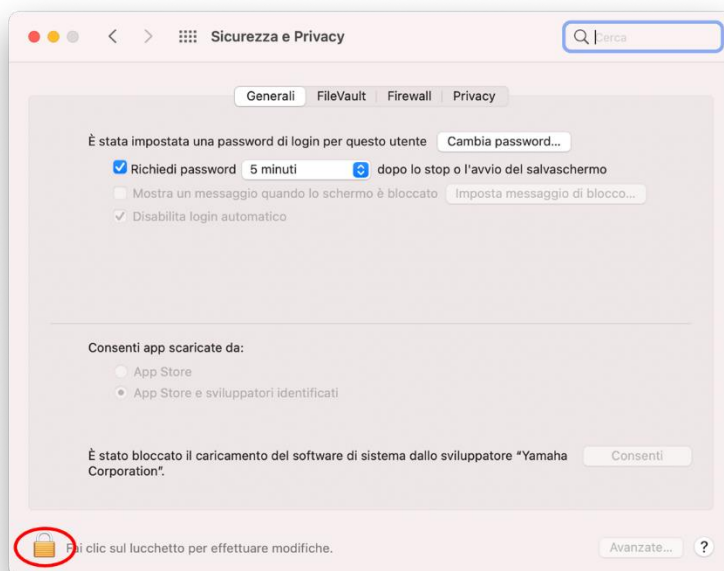 Sicurezza e Privacy
Cerca
Generali FileVault Firewall Privacy
È stata impostata una password di login per questo utente Cambia password...
Richiedi password 5 minuti dopo lo stop o l'avvio del salvaschermo
Mostra un messaggio quando lo schermo è bloccato Imposta messaggio di blocco...
Disabilita login automatico
Consenti app scaricate da:
App Store
App Store e sviluppatori identificati
È stato bloccato il caricamento del software di sistema dallo sviluppatore “Yamaha Consenti
Corporation”.
Fai clic sul lucchetto per effettuare modifiche. Avanzate... ?